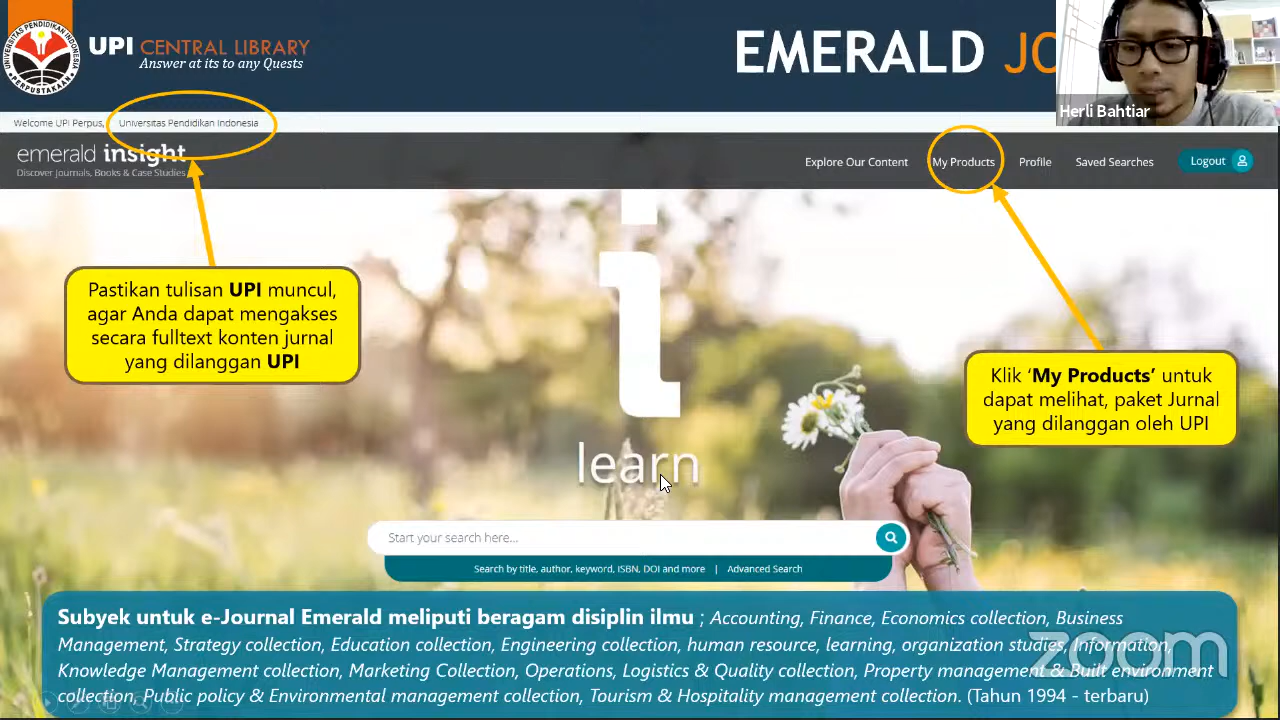 UNIVERSITAS PENDIDIKAN INDONESIA
PERPUSTAKAAN
UPI CENTRAL LIBRARY
Answer at its to any Quests
EMERALD
Herli Bahtiar
Welcome UPI Perpus, Universitas Pendidikan Indonesia
emerald insight
Discover Journals, Books & Case Studies
Explore Our Content My Products Profile Saved Searches Logout
Pastikan tulisan UPI muncul,
agar Anda dapat mengakses
secara fulltext konten jurnal
yang dilanggan UPI
Klik ‘My Products’ untuk
dapat melihat, paket Jurnal
yang dilanggan oleh UPI
learn
Start your search here...
Search by title, author, keyword, ISBN, DOI and more | Advanced Search
Subyek untuk e-Journal Emerald meliputi beragam disiplin ilmu ; Accounting, Finance, Economics collection, Business
Management, Strategy collection, Education collection, Engineering collection, human resource, learning, organization studies, Information,
Knowledge Management collection, Marketing Collection, Operations, Logistics & Quality collection, Property management & Built environment
collection, Public policy & Environmental management collection, Tourism & Hospitality management collection. (Tahun 1994 - terbaru)
zoom